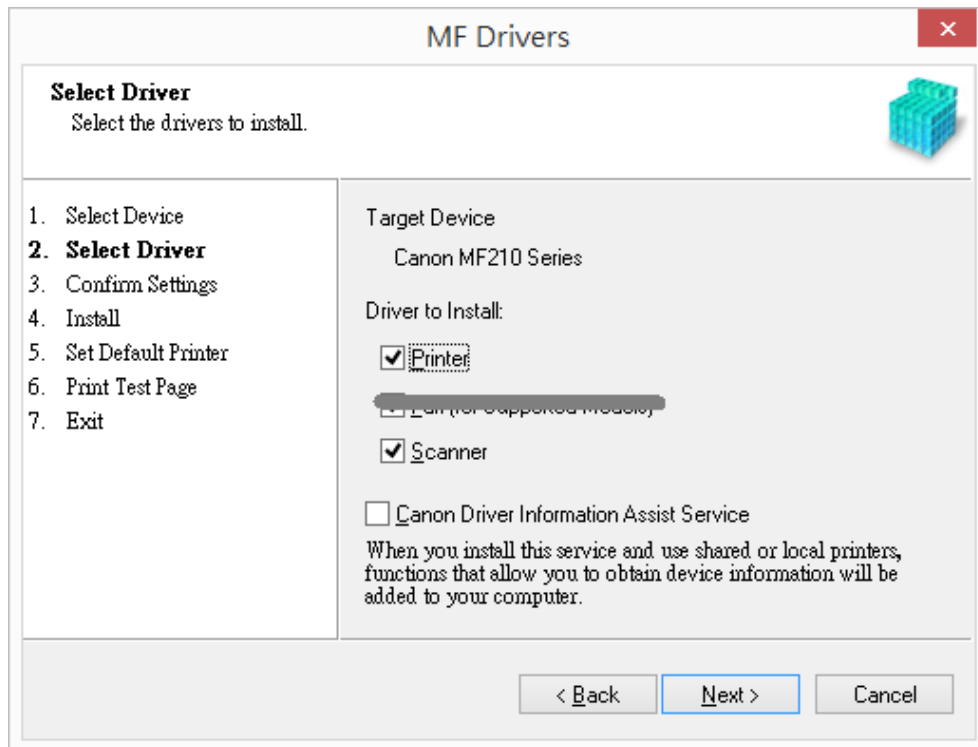 MF Drivers
Select Driver
Select the drivers to install.
1. Select Device
2. Select Driver
3. Confirm Settings
4. Install
5. Set Default Printer
6. Print Test Page
7. Exit
Target Device
Canon MF210 Series
Driver to Install:
Printer
Scanner
Canon Driver Information Assist Service
When you install this service and use shared or local printers,
functions that allow you to obtain device information will be
added to your computer.
< Back
Next >
Cancel